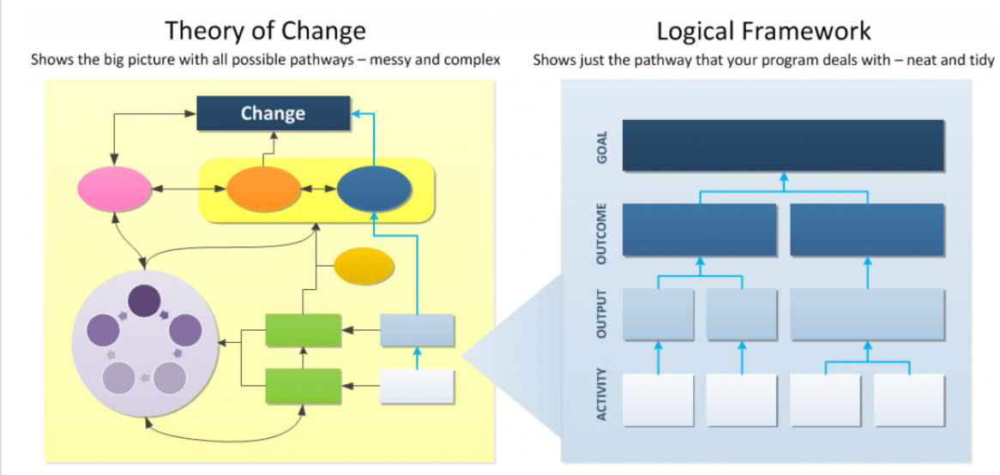 Theory of Change
Shows the big picture with all possible pathways – messy and complex
Change
Logical Framework
Shows just the pathway that your program deals with – neat and tidy
GOAL
OUTCOME
OUTPUT
ACTIVITY